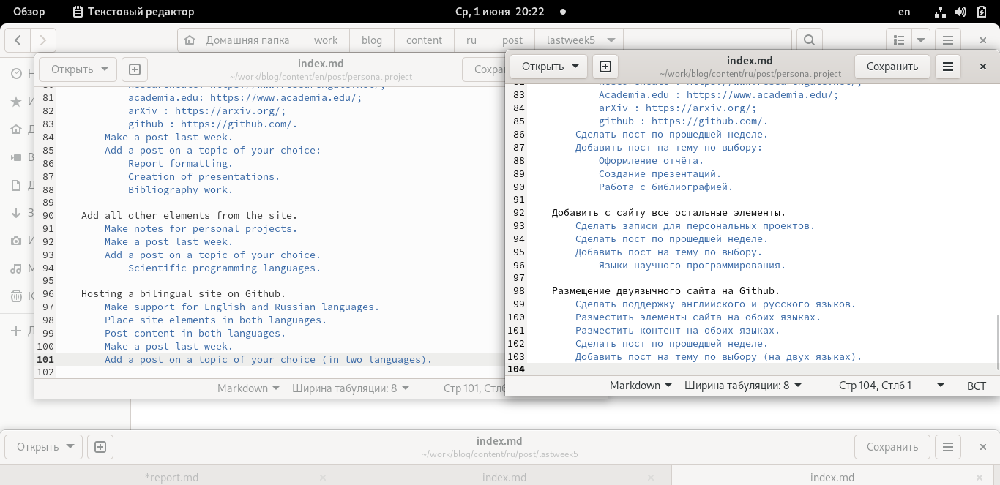 Обзор Текстовый редактор Ср, 1 июня 20:22 en
Домашняя папка work blog content ru post lastweek5
Открыть index.md Сохра
~/work/blog/content/en/post/personal project
81 academia.edu: https://www.academia.edu/;
82 arXiv : https://arxiv.org/;
83 github : https://github.com/.
84 Make a post last week.
85 Add a post on a topic of your choice:
86 Report formatting.
87 Creation of presentations.
88 Bibliography work.
89
90 Add all other elements from the site.
91 Make notes for personal projects.
92 Make a post last week.
93 Add a post on a topic of your choice.
94 Scientific programming languages.
95
96 Hosting a bilingual site on Github.
97 Make support for English and Russian languages.
98 Place site elements in both languages.
99 Post content in both languages.
100 Make a post last week.
101 Add a post on a topic of your choice (in two languages).
102
Markdown Ширина табуляции: 8 Стр 101, Стлб
Открыть index.md Сохранить
~/work/blog/content/ru/post/personal project
83 Academia.edu : https://www.academia.edu/;
84 arXiv : https://arxiv.org/;
85 github : https://github.com/.
86 Сделать пост по прошедшей неделе.
87 Добавить пост на тему по выбору:
88 Оформление отчёта.
89 Создание презентаций.
90 Работа с библиографией.
91
92 Добавить с сайту все остальные элементы.
93 Сделать записи для персональных проектов.
94 Сделать пост по прошедшей неделе.
95 Добавить пост на тему по выбору.
96 Языки научного программирования.
97
98 Размещение двуязычного сайта на Github.
99 Сделать поддержку английского и русского языков.
100 Разместить элементы сайта на обоих языках.
101 Разместить контент на обоих языках.
102 Сделать пост по прошедшей неделе.
103 Добавить пост на тему по выбору (на двух языках).
104
Markdown Ширина табуляции: 8 Стр 104, Стлб 1 ВСТ
Открыть index.md Сохранить
~/work/blog/content/ru/post/lastweek5
*report.md index.md index.md